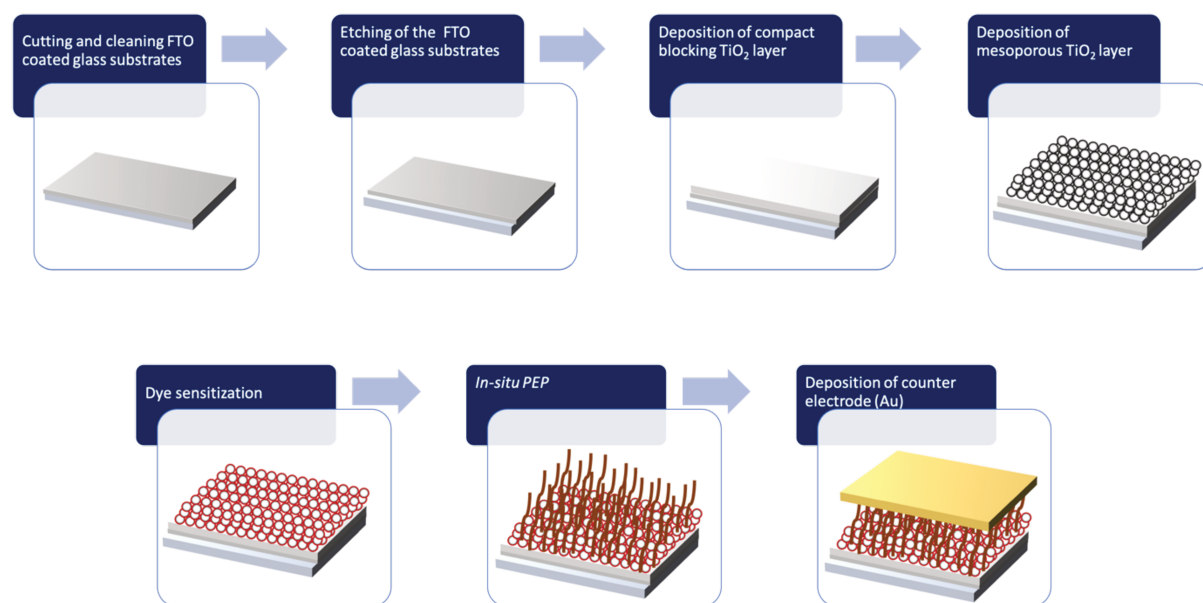 Cutting and cleaning FTO
coated glass substrates
Etching of the FTO
coated glass substrates
Deposition of compact
blocking TiO₂ layer
Deposition of
mesoporous TiO₂ layer
Dye sensitization
In-situ PEP
Deposition of counter
electrode (Au)